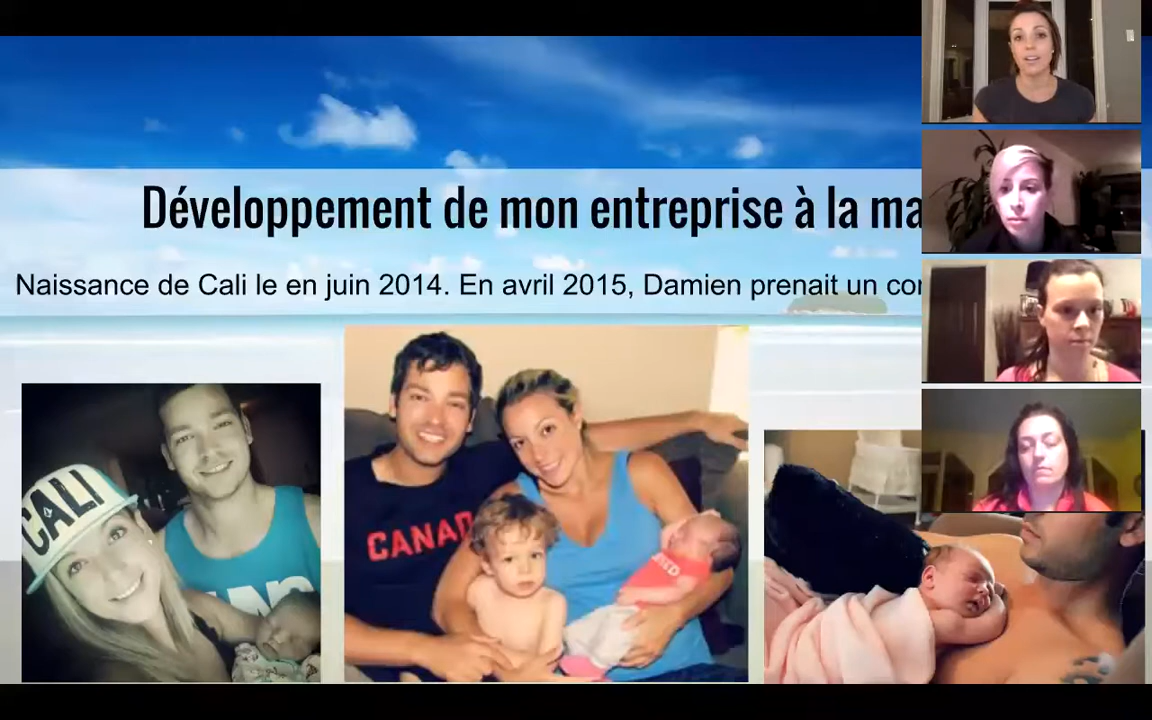 Développement de mon entreprise à la ma
Naissance de Cali le en juin 2014. En avril 2015, Damien prenait un con
CALI
CANAD